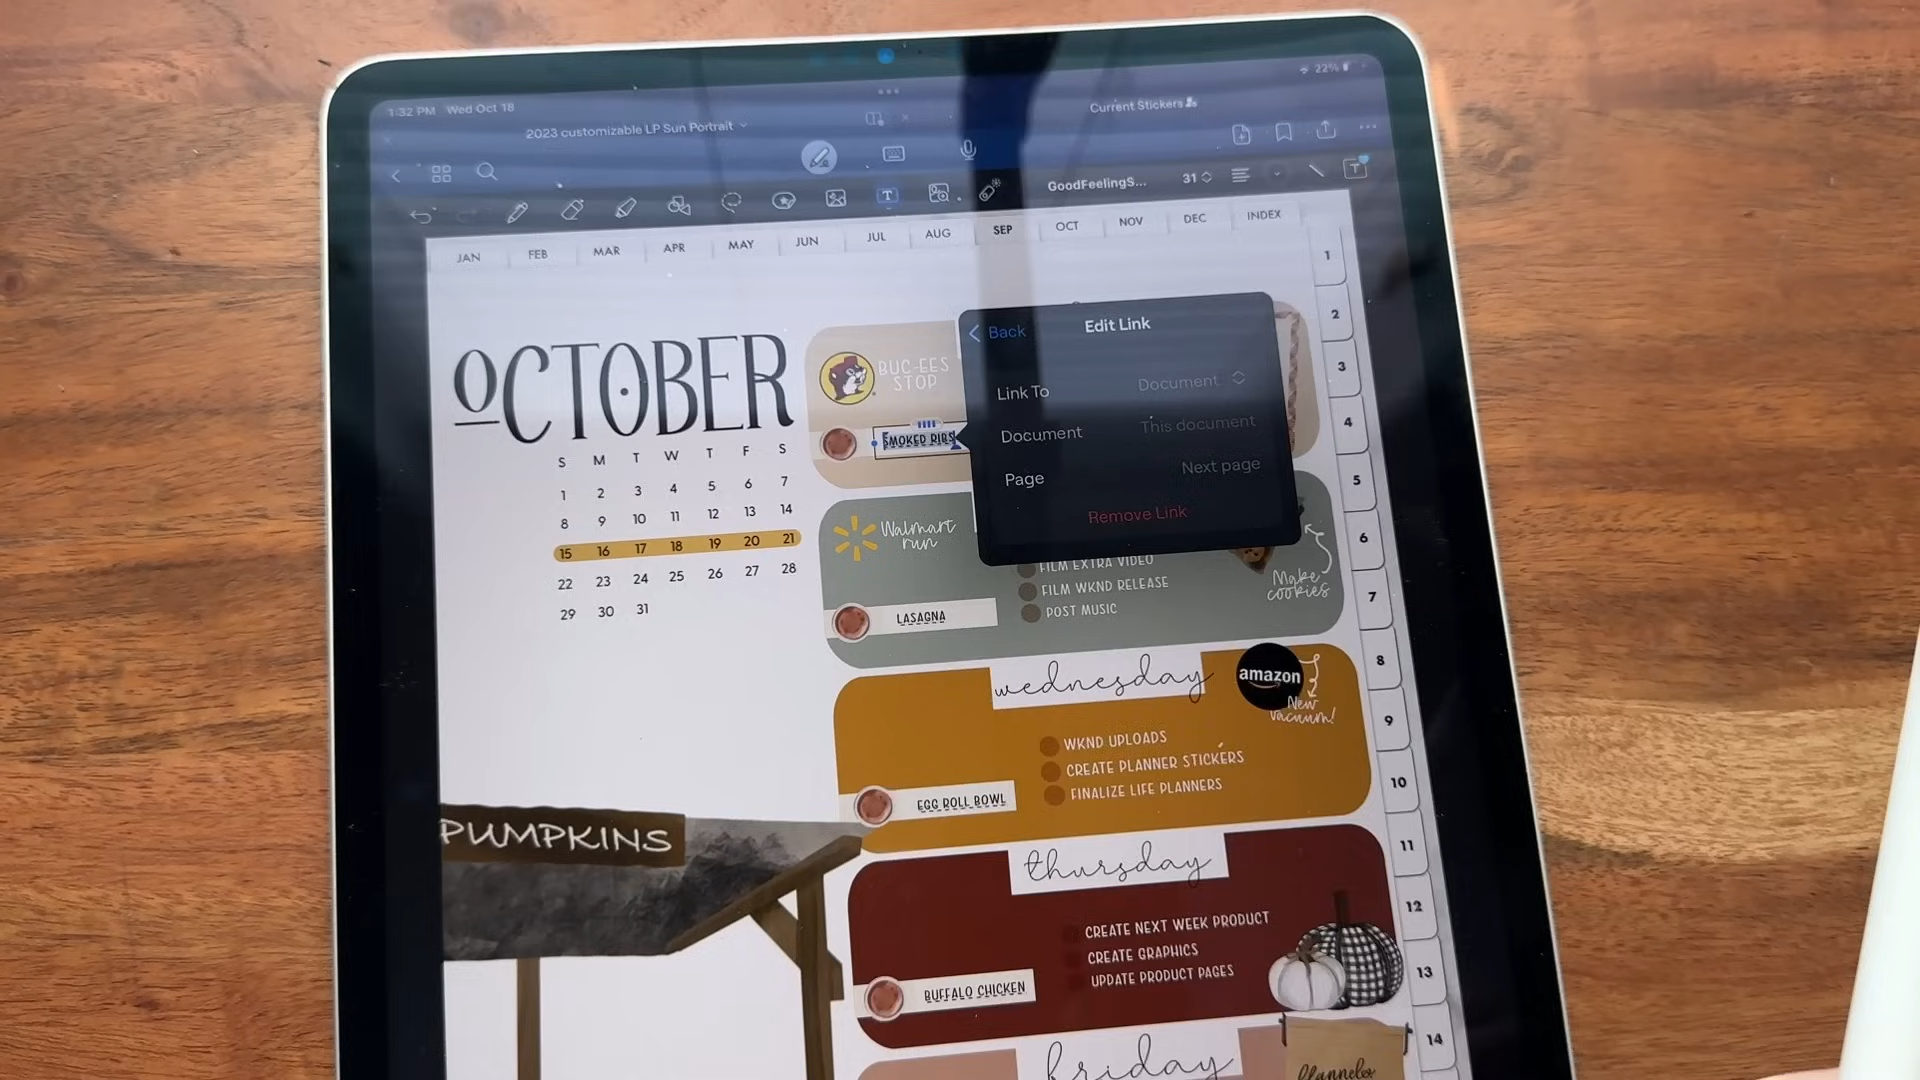 1:32 PM Wed Oct 18
22%
2023 customizable LP Sun Portrait
Current Stickers
GoodFeelingS... 31
JAN FEB MAR APR MAY JUN JUL AUG SEP OCT NOV DEC INDEX
OCTOBER
S M T W T F S
1 2 3 4 5 6 7
8 9 10 11 12 13 14
15 16 17 18 19 20 21
22 23 24 25 26 27 28
29 30 31
PUMPKINS
BUC-EES
STOP
SMOKED RIBS
Back
Edit Link
Link To Document
Document This document
Page Next page
Remove Link
Walmart
run
FILM EXTRA VIDEO
FILM WKND RELEASE
POST MUSIC
LASAGNA
Make
cookies
wednesday
amazon
New
vacuum!
WKND UPLOADS
CREATE PLANNER STICKERS
FINALIZE LIFE PLANNERS
EGG ROLL BOWL
thursday
CREATE NEXT WEEK PRODUCT
CREATE GRAPHICS
UPDATE PRODUCT PAGES
BUFFALO CHICKEN
friday
1
2
3
4
5
6
7
8
9
10
11
12
13
14